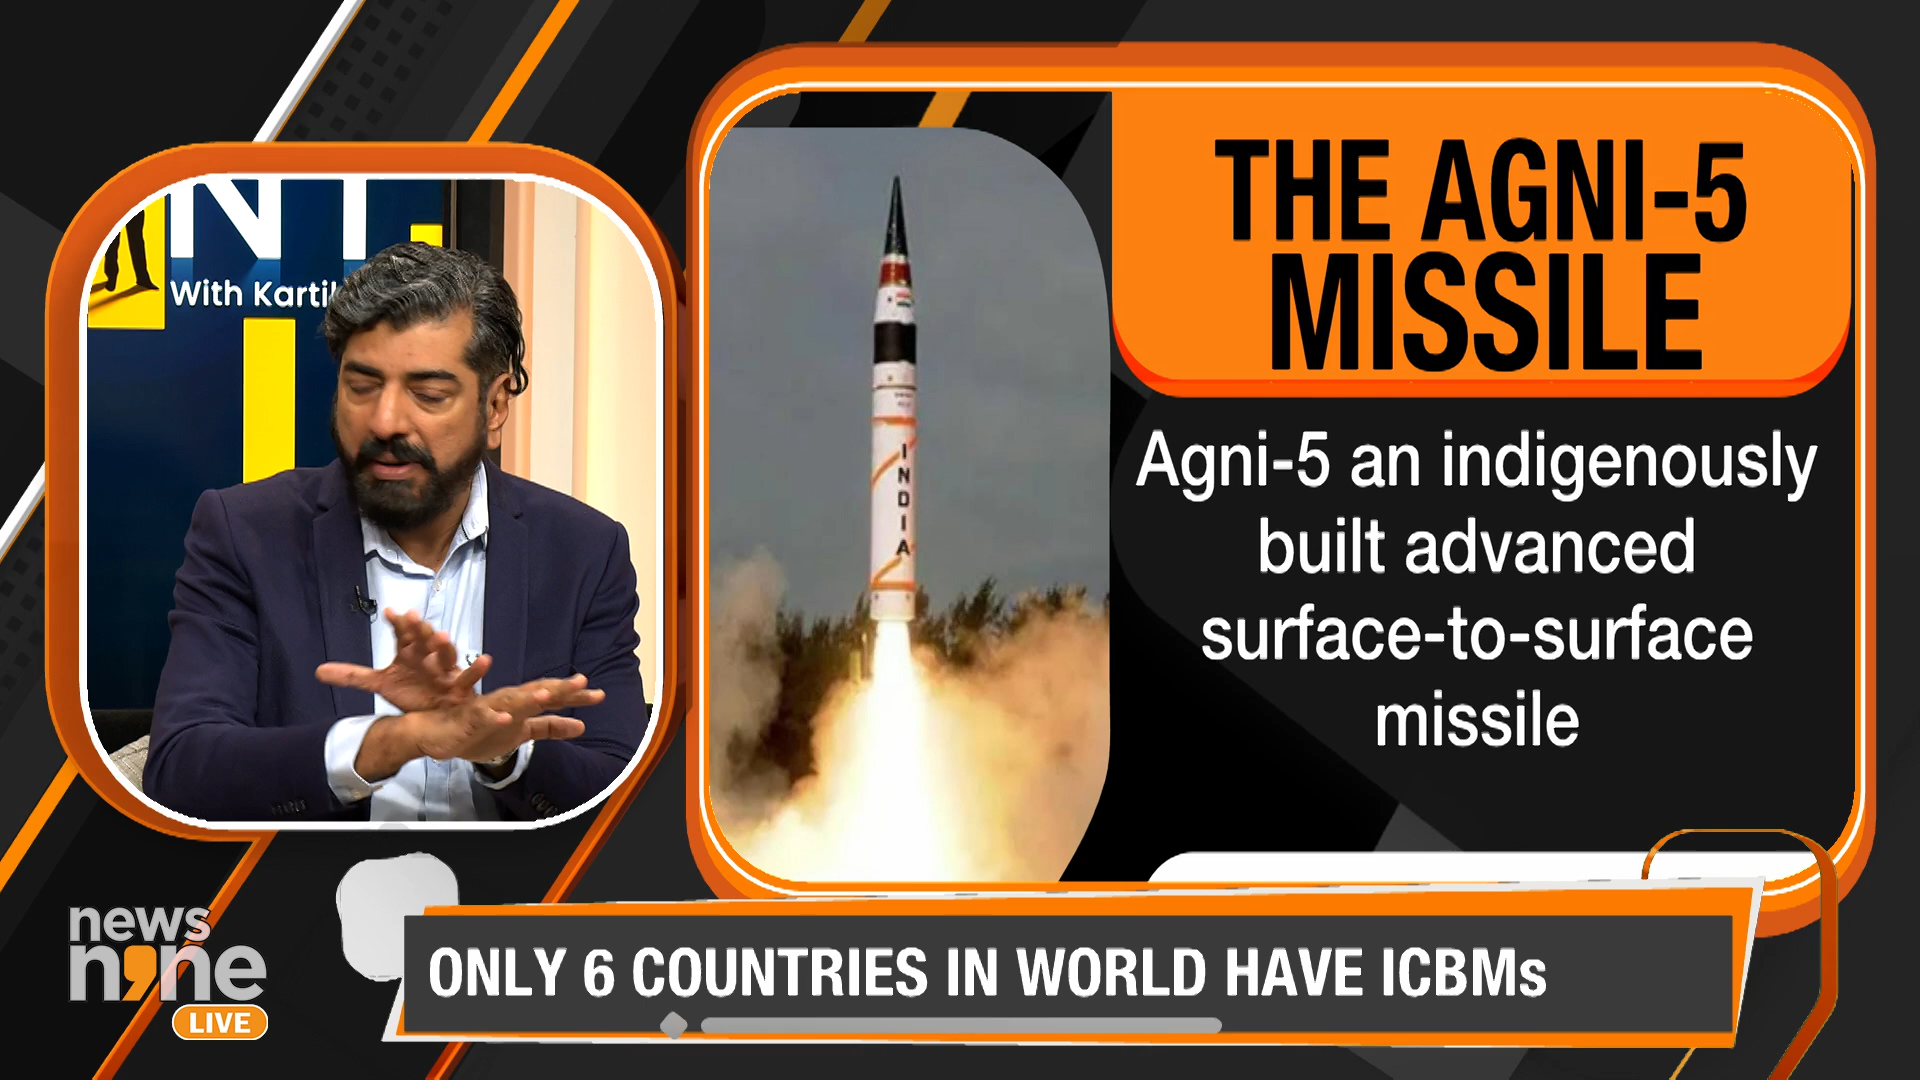 THE AGNI-5
MISSILE
Agni-5 an indigenously
built advanced
surface-to-surface
missile
With Kartik
INDIA
ONLY 6 COUNTRIES IN WORLD HAVE ICBMs
news
nine
LIVE